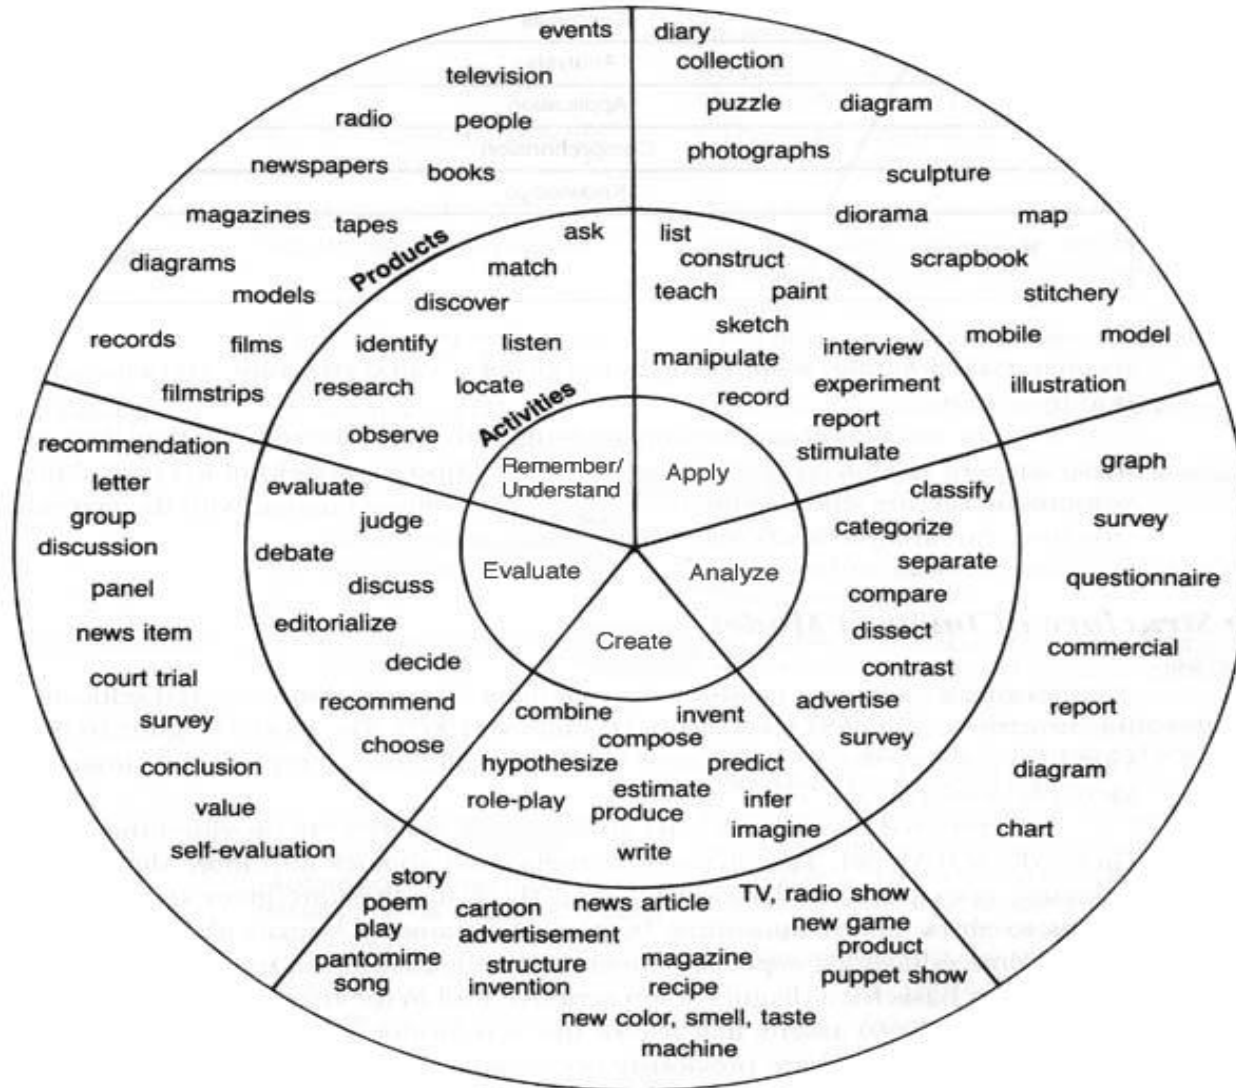 events
television
radio
people
newspapers
books
magazines
tapes
diagrams
models
records
films
filmstrips
Products
ask
match
discover
identify
listen
research
locate
observe
Activities
Remember/
Understand
diary
collection
puzzle
diagram
photographs
sculpture
diorama
map
scrapbook
stitchery
mobile
model
illustration
list
construct
teach
paint
sketch
manipulate
interview
experiment
record
report
stimulate
Apply
graph
survey
questionnaire
commercial
report
diagram
chart
classify
categorize
separate
compare
dissect
contrast
advertise
survey
Analyze
Create
combine
invent
compose
hypothesize
predict
estimate
role-play
produce
infer
imagine
write
story
poem
play
pantomime
song
cartoon
advertisement
structure
invention
news article
magazine
recipe
new color, smell, taste
machine
TV, radio show
new game
product
puppet show
Evaluate
evaluate
judge
debate
discuss
editorialize
decide
recommend
choose
recommendation
letter
group
discussion
panel
news item
court trial
survey
conclusion
value
self-evaluation